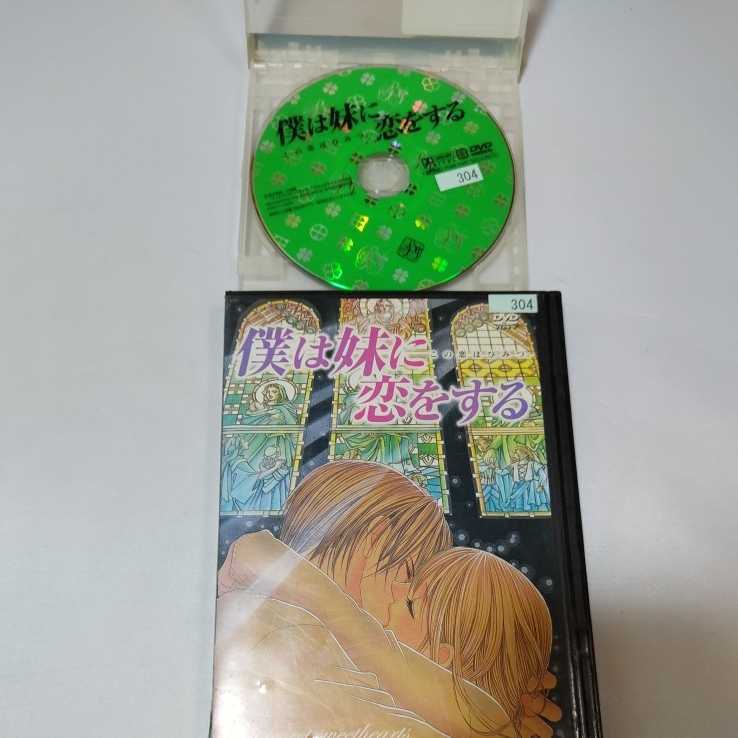 僕は妹に
恋をする
この恋はひみつ。
DVD
304
304
DVD
僕は妹に
この恋はひみつ。
恋をする
sweethearts